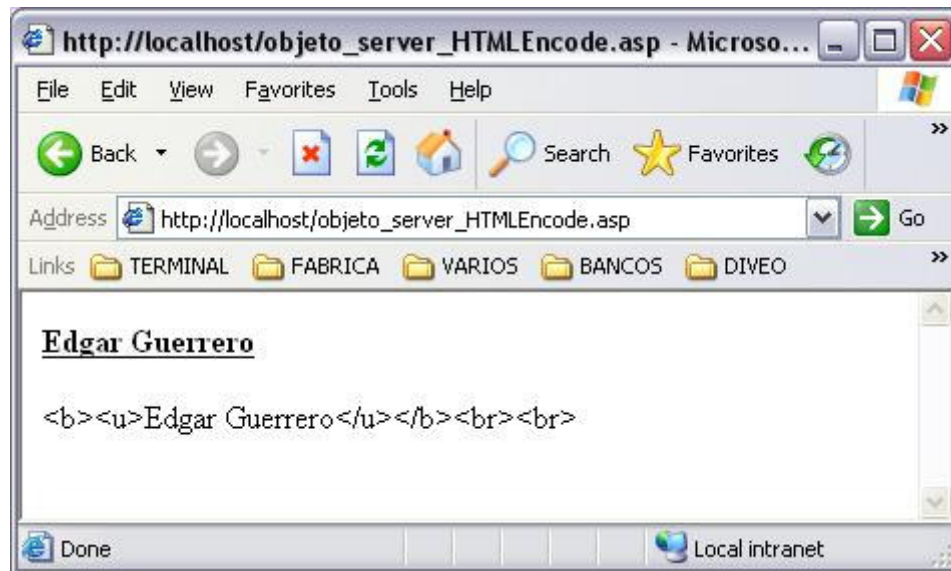 http://localhost/objeto_server_HTMLEncode.asp - Microso...
File Edit View Favorites Tools Help
Back Search Favorites »
Address http://localhost/objeto_server_HTMLEncode.asp Go
Links TERMINAL FABRICA VARIOS BANCOS DIVEO »
Edgar Guerrero
<b><u>Edgar Guerrero</u></b><br><br>
Done Local intranet